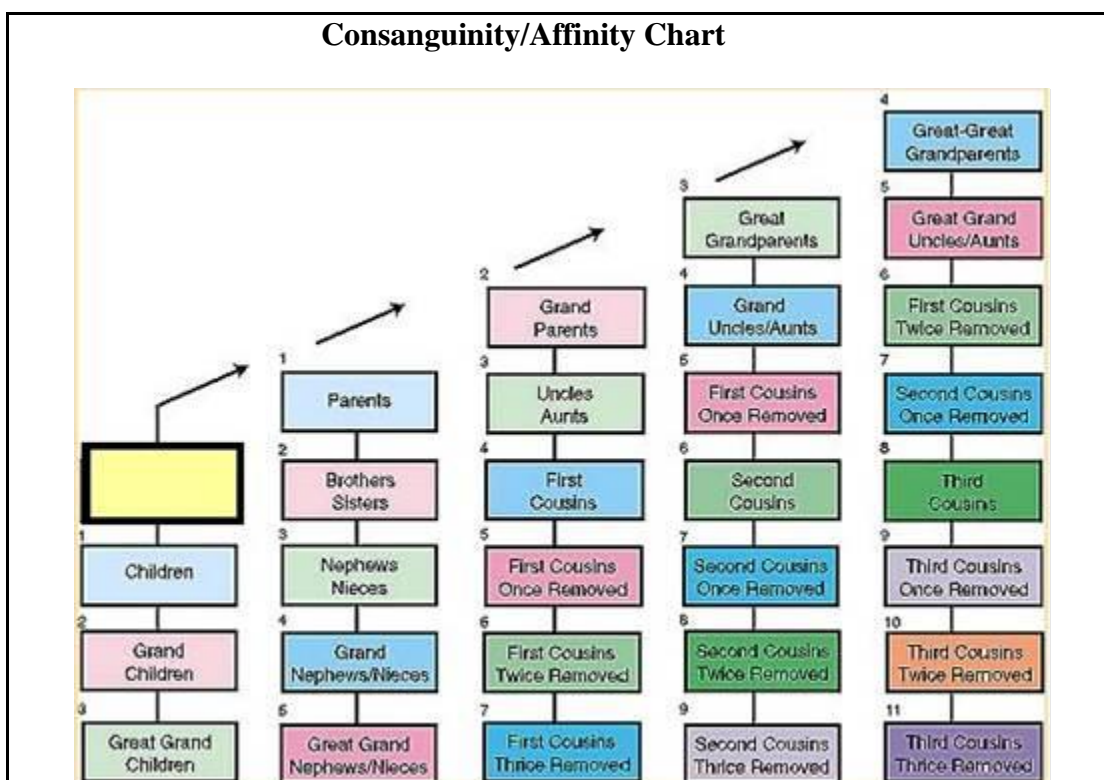 Consanguinity/Affinity Chart
1
Children
2
Grand
Children
3
Great Grand
Children
1
Parents
2
Brothers
Sisters
3
Nephews
Nieces
4
Grand
Nephews/Nieces
5
Great Grand
Nephews/Nieces
2
Grand
Parents
3
Uncles
Aunts
4
First
Cousins
5
First Cousins
Once Removed
6
First Cousins
Twice Removed
7
First Cousins
Thrice Removed
3
Great
Grandparents
4
Grand
Uncles/Aunts
5
First Cousins
Once Removed
6
Second
Cousins
7
Second Cousins
Once Removed
8
Second Cousins
Twice Removed
9
Second Cousins
Thrice Removed
4
Great-Great
Grandparents
5
Great Grand
Uncles/Aunts
6
First Cousins
Twice Removed
7
Second Cousins
Once Removed
8
Third
Cousins
9
Third Cousins
Once Removed
10
Third Cousins
Twice Removed
11
Third Cousins
Thrice Removed